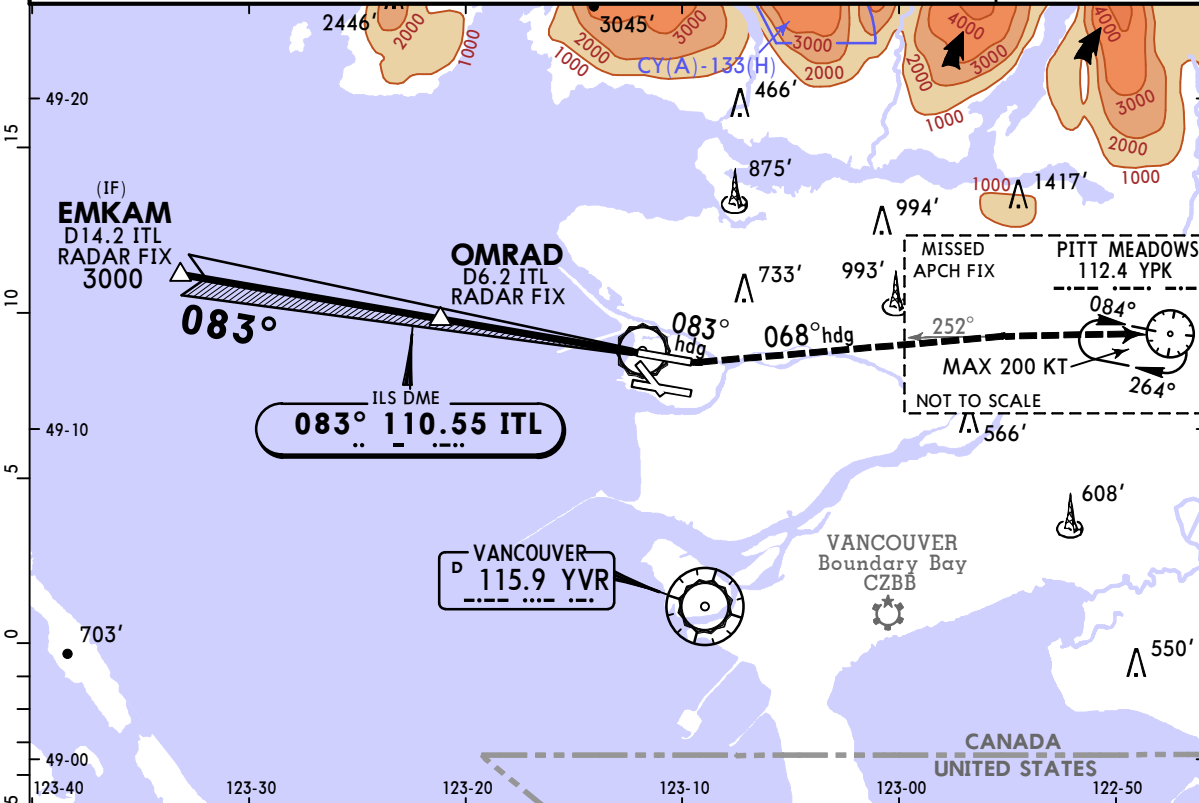 2446'
2000
1000
3045'
3000
2000
1000
CY(A)-133(H)
3000
2000
4000
3000
2000
1000
4000
3000
2000
1000
49-20
466'
15
875'
1000
1417'
994'
(IF)
EMKAM
D14.2 ITL
RADAR FIX
3000
OMRAD
D6.2 ITL
RADAR FIX
733'
993'
MISSED
APCH FIX
PITT MEADOWS
112.4 YPK
10
083°
083°
hdg
068° hdg
252°
084°
MAX 200 KT
264°
NOT TO SCALE
ILS DME
083° 110.55 ITL
49-10
566'
5
608'
VANCOUVER
D 115.9 YVR
VANCOUVER
Boundary Bay
CZBB
0
703'
550'
49-00
CANADA
UNITED STATES
5
123-40
123-30
123-20
123-10
123-00
122-50